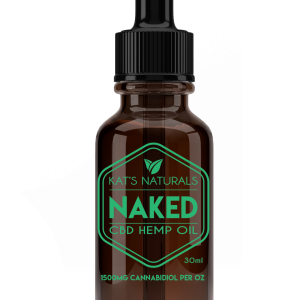 KAT'S NATURALS
NAKED
CBD HEMP OIL
30ml
1500MG CANNABIDIOL PER OZ